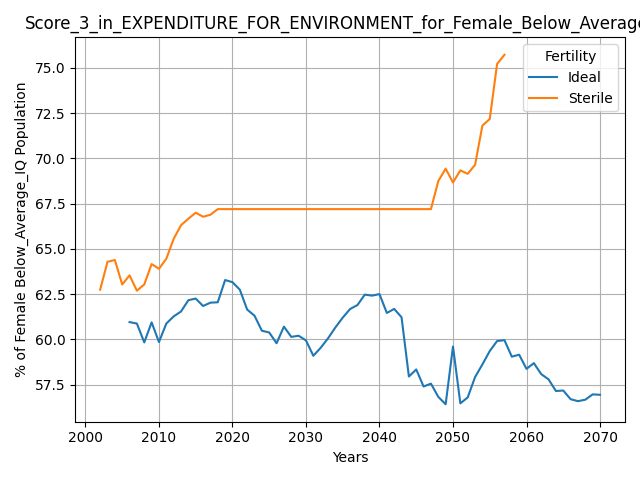 Score_3_in_EXPENDITURE_FOR_ENVIRONMENT_for_Female_Below_Average
Fertility
Ideal
Sterile
% of Female Below_Average_IQ Population
75.0
72.5
70.0
67.5
65.0
62.5
60.0
57.5
2000 2010 2020 2030 2040 2050 2060 2070
Years